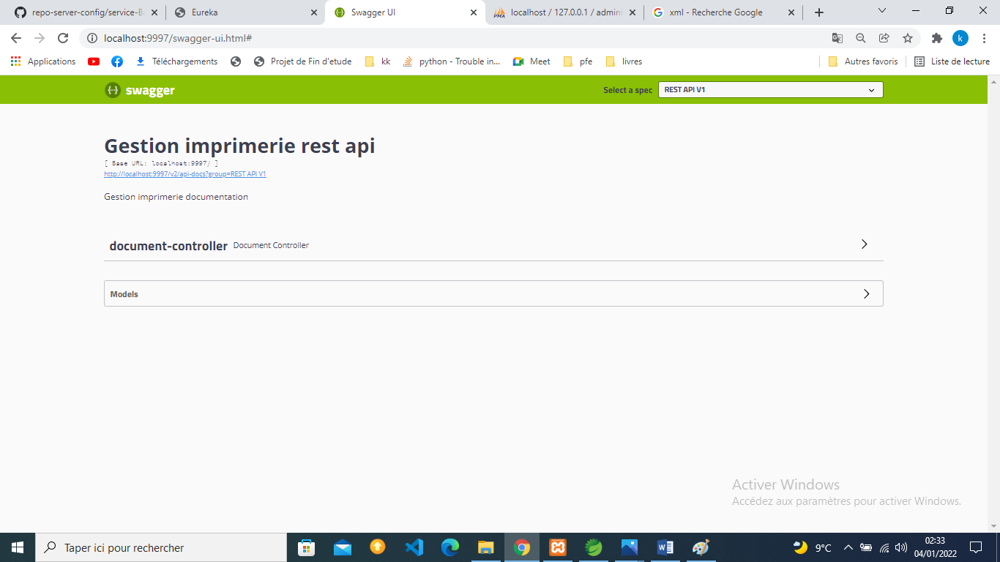 repo-server-config/service-B
Eureka
Swagger UI
localhost / 127.0.0.1 / admini
xml - Recherche Google
localhost:9997/swagger-ui.html#
k
Applications
Téléchargements
Projet de Fin d'etude
kk
python - Trouble in...
Meet
pfe
livres
Autres favoris
Liste de lecture
swagger
Select a spec
REST API V1
Gestion imprimerie rest api
[ Base URL: localhost:9997/ ]
http://localhost:9997/v2/api-docs?group=REST API V1
Gestion imprimerie documentation
document-controller Document Controller
Models
Activer Windows
Accédez aux paramètres pour activer Windows.
Taper ici pour rechercher
9°C
02:33
04/01/2022